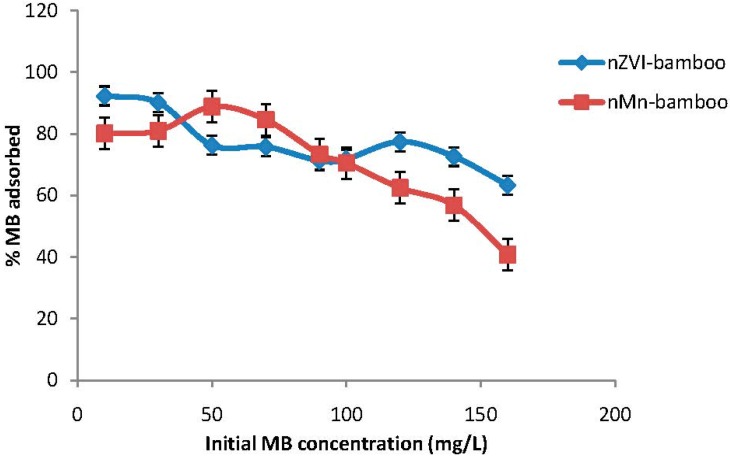 120
100
80
60
40
20
0
% MB adsorbed
0 50 100 150 200
Initial MB concentration (mg/L)
nZVI-bamboo
nMn-bamboo